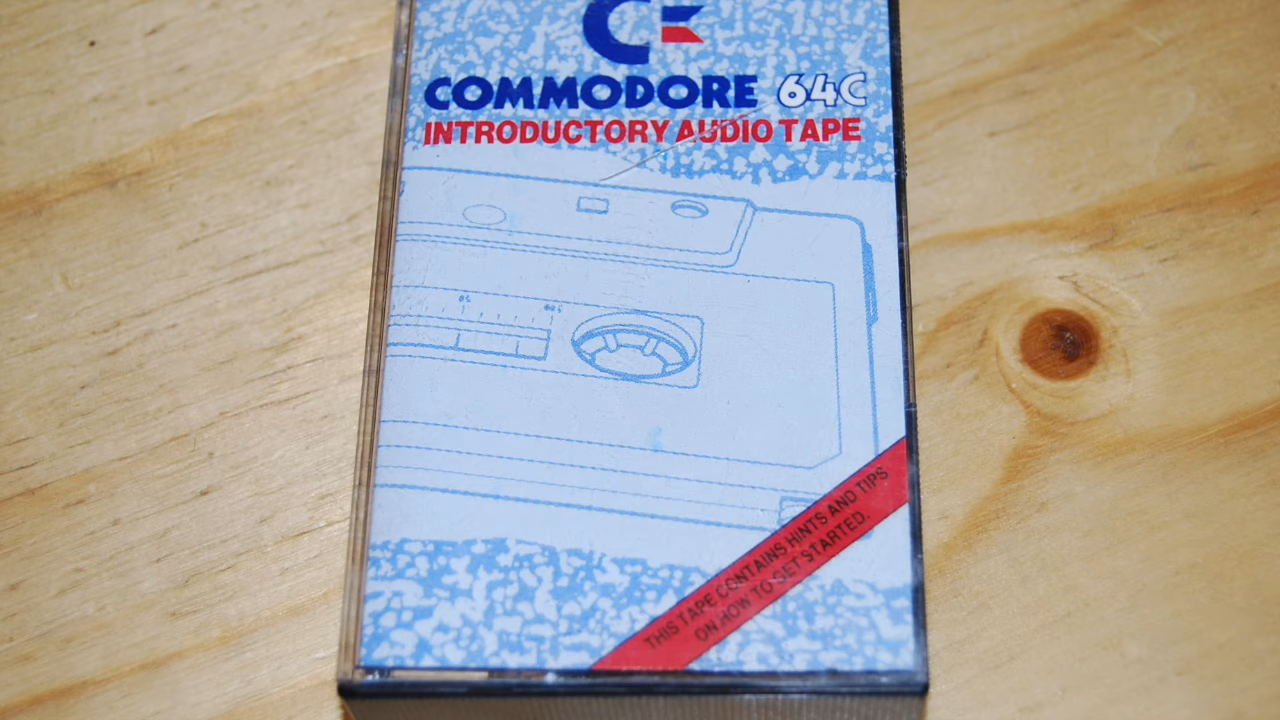 COMMODORE 64C
INTRODUCTORY AUDIO TAPE
THIS TAPE CONTAINS HINTS AND TIPS
ON HOW TO GET STARTED.